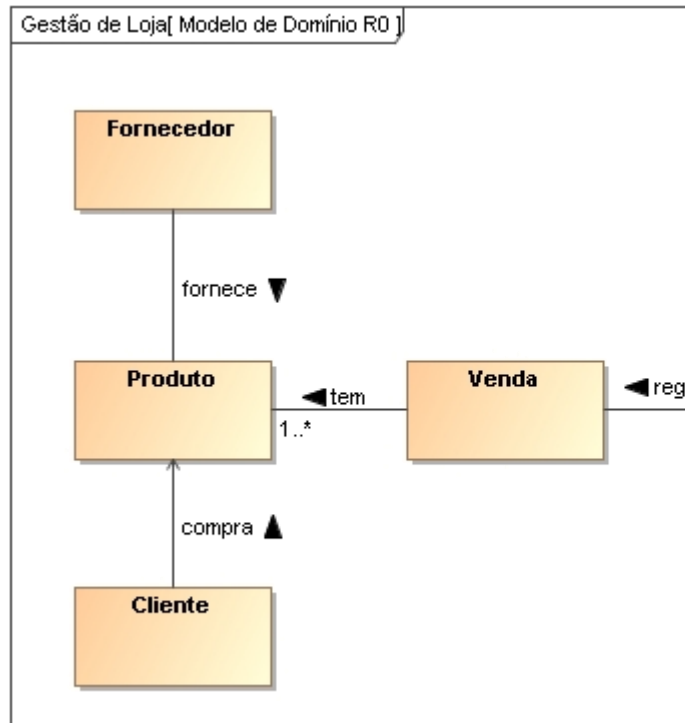 Gestão de Loja[ Modelo de Domínio R0 ]
Fornecedor
fornece
Produto
tem
Venda
reg
1..*
compra
Cliente